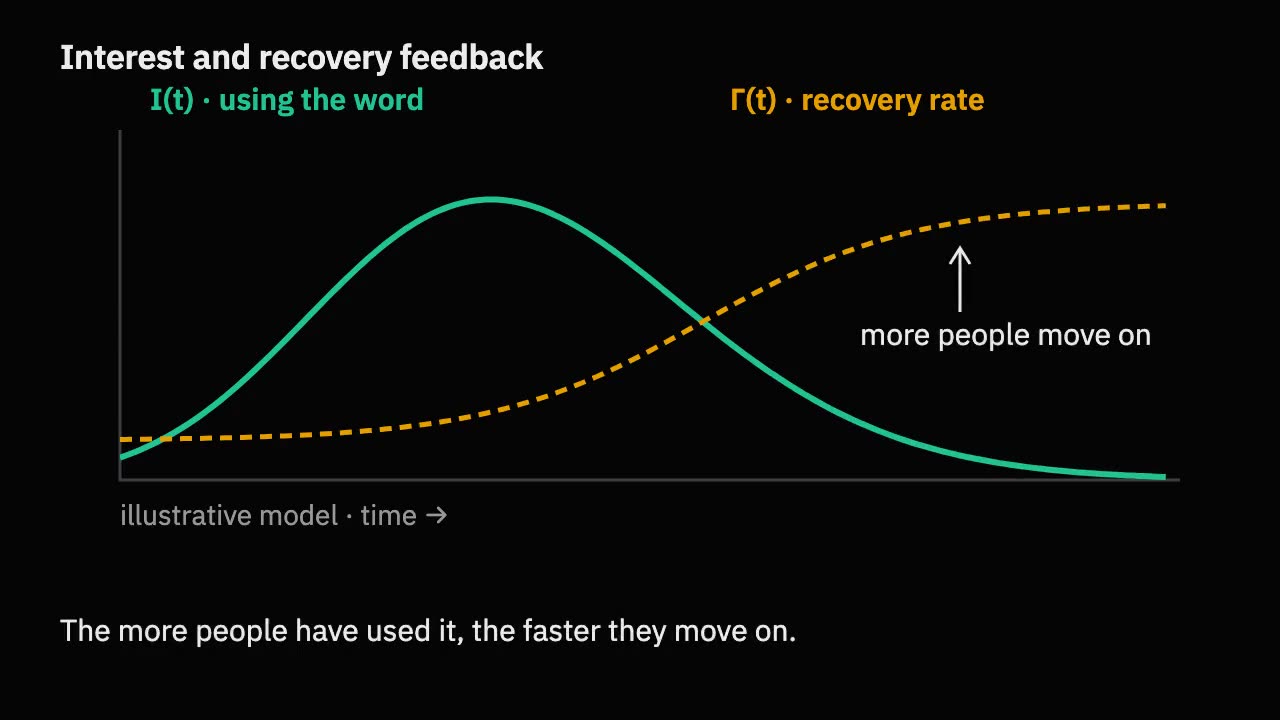 Interest and recovery feedback
I(t) · using the word
Γ(t) · recovery rate
more people move on
illustrative model · time →
The more people have used it, the faster they move on.